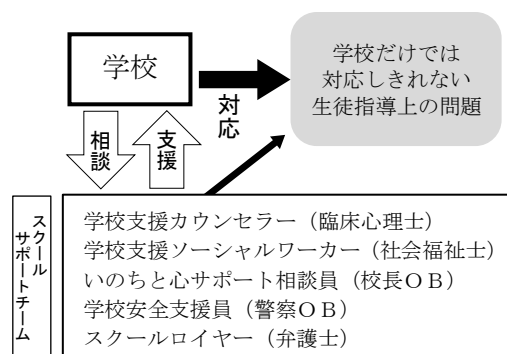 学校
学校だけでは
対応しきれない
生徒指導上の問題
対応
相談
支援
スクール
サポートチーム
学校支援カウンセラー（臨床心理士）
学校支援ソーシャルワーカー（社会福祉士）
いのちと心サポート相談員（校長ＯＢ）
学校安全支援員（警察ＯＢ）
スクールロイヤー（弁護士）